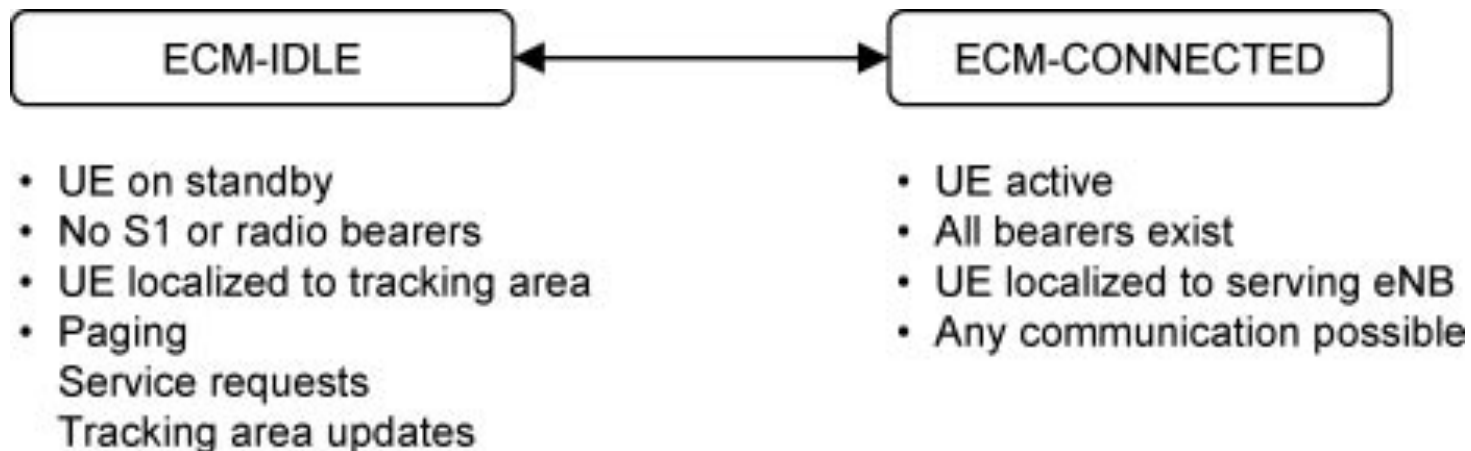 ECM-IDLE
ECM-CONNECTED
• UE on standby
• No S1 or radio bearers
• UE localized to tracking area
• Paging
Service requests
Tracking area updates
• UE active
• All bearers exist
• UE localized to serving eNB
• Any communication possible